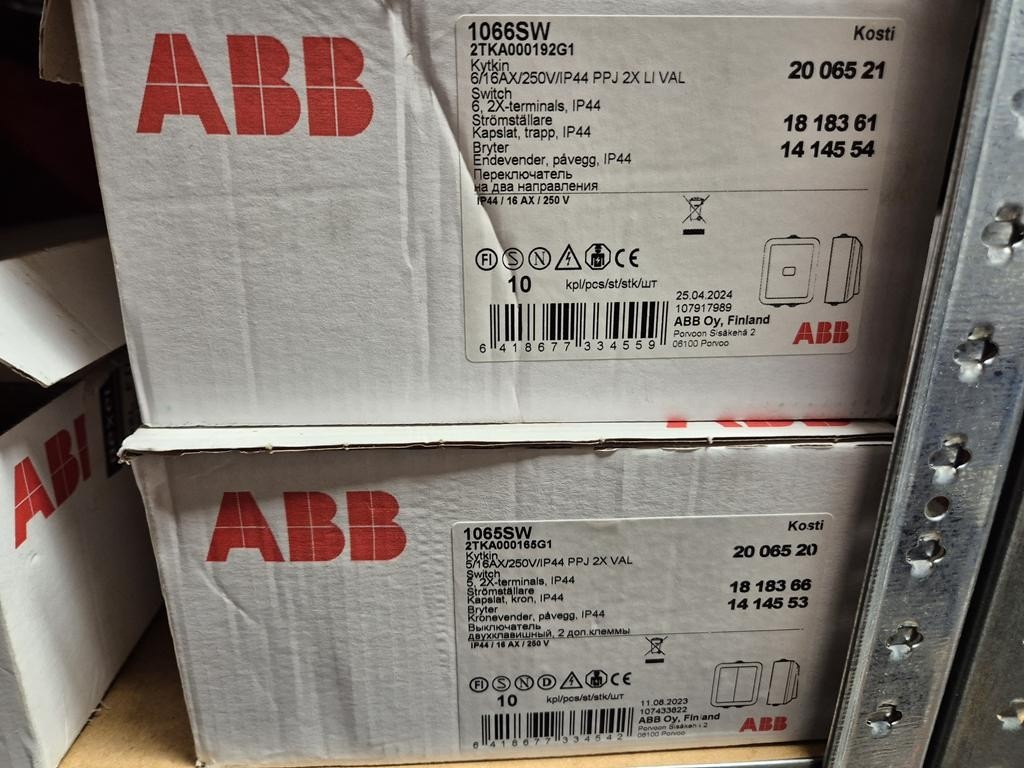 ABB
1066SW
Kosti
2TKA000192G1
Kytkin
6/16AX/250V/IP44 PPJ 2X LI VAL
20 065 21
Switch
6, 2X-terminals, IP44
Strömställare
18 183 61
Kapslat, trapp, IP44
Bryter
14 145 54
Endevender, påvegg, IP44
Переключатель
на два направления
IP44 / 16 AX / 250 V
FI S N CE
10 kpl/pcs/st/stk/шт
25.04.2024
107917989
ABB Oy, Finland
Porvoon Sisäkehä 2
06100 Porvoo
ABB
6 418677 334559
ABB
ABB
1065SW
Kosti
2TKA000165G1
Kytkin
5/16AX/250V/IP44 PPJ 2X VAL
20 065 20
Switch
5, 2X-terminals, IP44
Strömställare
18 183 66
Kapslat, kron, IP44
Bryter
14 145 53
Kronevender, påvegg, IP44
Выключатель
двухклавишный, 2 доп.клеммы
IP44 / 16 AX / 250 V
FI S N D CE
10 kpl/pcs/st/stk/шт
11.08.2023
107433822
ABB Oy, Finland
Porvoon Sisäkehä 2
06100 Porvoo
ABB
6 418677 334542